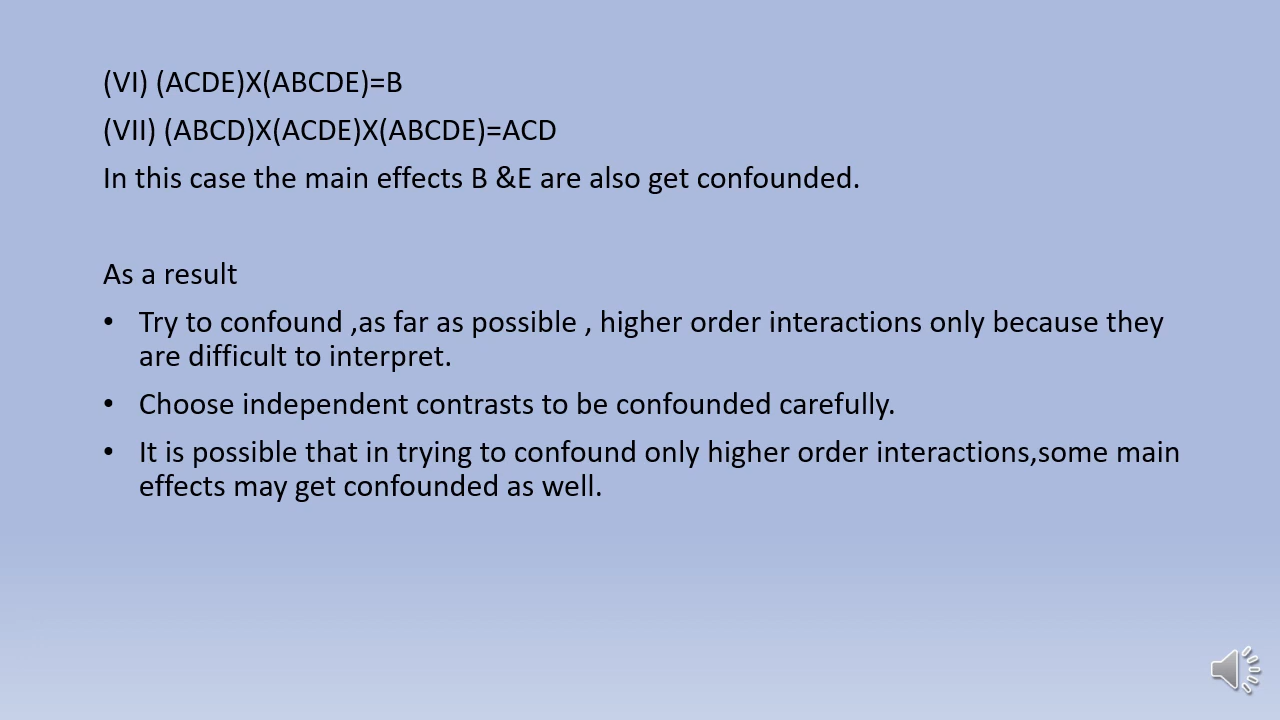 (VI) (ACDE)X(ABCDE)=B
(VII) (ABCD)X(ACDE)X(ABCDE)=ACD
In this case the main effects B &E are also get confounded.
As a result
• Try to confound ,as far as possible , higher order interactions only because they
are difficult to interpret.
• Choose independent contrasts to be confounded carefully.
• It is possible that in trying to confound only higher order interactions,some main
effects may get confounded as well.